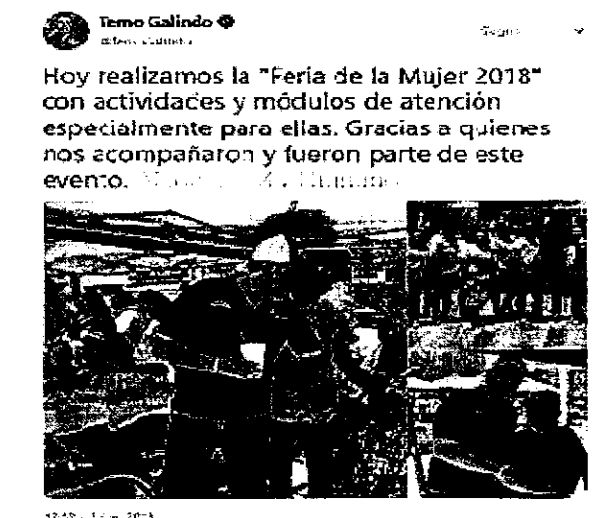 Temo Galindo
Hoy realizamos la "Feria de la Mujer 2018"
con actividades y módulos de atención
especialmente para ellas. Gracias a quienes
nos acompañaron y fueron parte de este
evento.